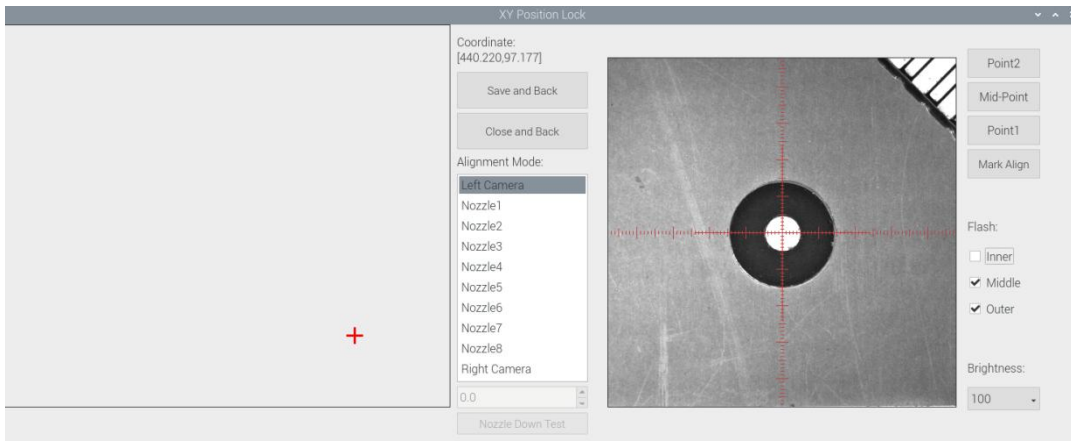 XY Position Lock
Coordinate:
[440.220,97.177]
Save and Back
Close and Back
Alignment Mode:
Left Camera
Nozzle1
Nozzle2
Nozzle3
Nozzle4
Nozzle5
Nozzle6
Nozzle7
Nozzle8
Right Camera
0.0
Nozzle Down Test
Point2
Mid-Point
Point1
Mark Align
Flash:
Inner
Middle
Outer
Brightness:
100